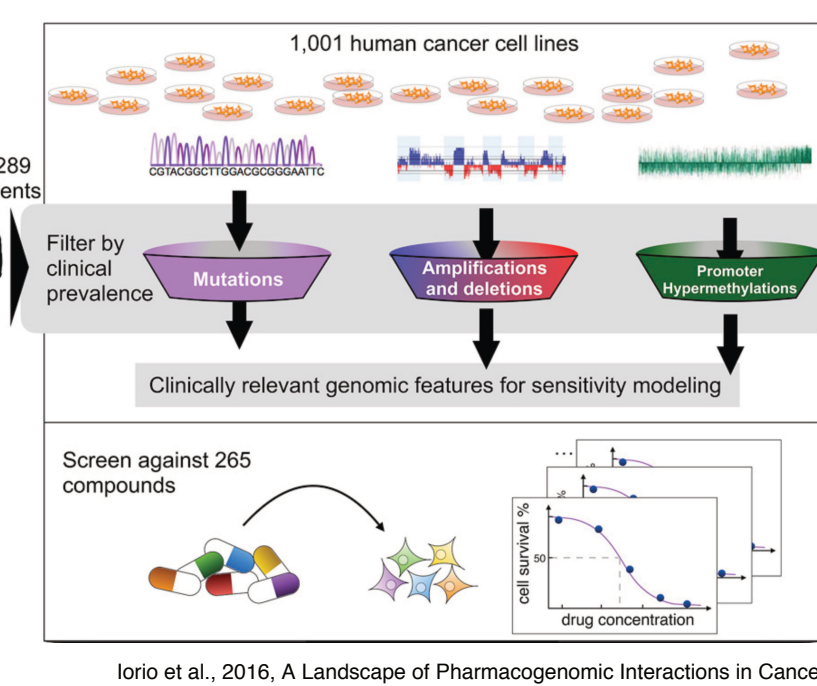 1,001 human cancer cell lines
CGTACGGCTTGGACGCGGGAATTC
289
ents
Filter by
clinical
prevalence
Mutations
Amplifications
and deletions
Promoter
Hypermethylations
Clinically relevant genomic features for sensitivity modeling
Screen against 265
compounds
...
%
%
cell survival %
50
drug concentration
Iorio et al., 2016, A Landscape of Pharmacogenomic Interactions in Cance